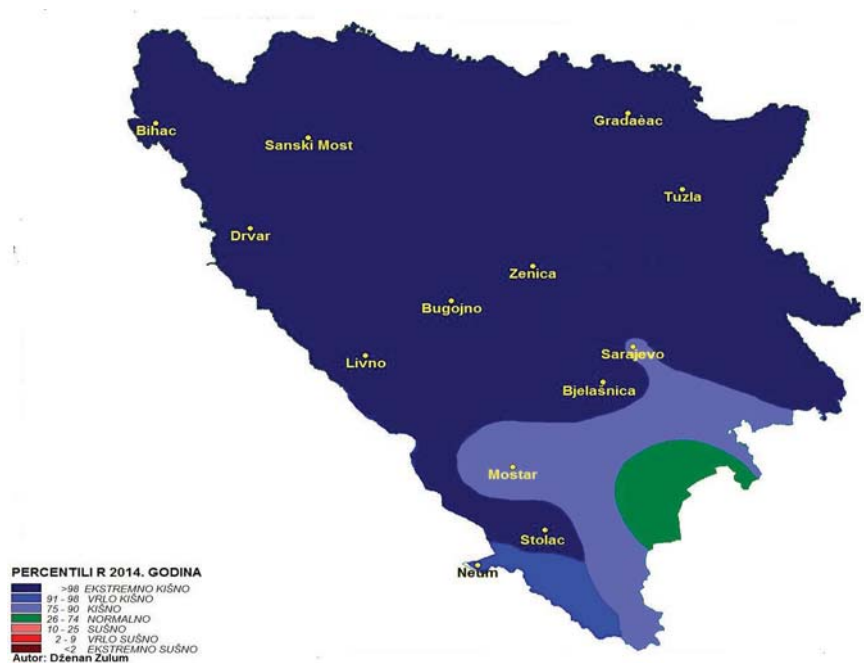 Bihac
Gradaèac
Sanski Most
Tuzla
Drvar
Zenica
Bugojno
Sarajevo
Livno
Bjelašnica
Mostar
Stolac
Neum
PERCENTILI R 2014. GODINA
>98 EKSTREMNO KIŠNO
91 - 98 VRLO KIŠNO
75 - 90 KIŠNO
26 - 74 NORMALNO
10 - 25 SUŠNO
2 - 9 VRLO SUŠNO
<2 EKSTREMNO SUŠNO
Autor: Dženan Zulum